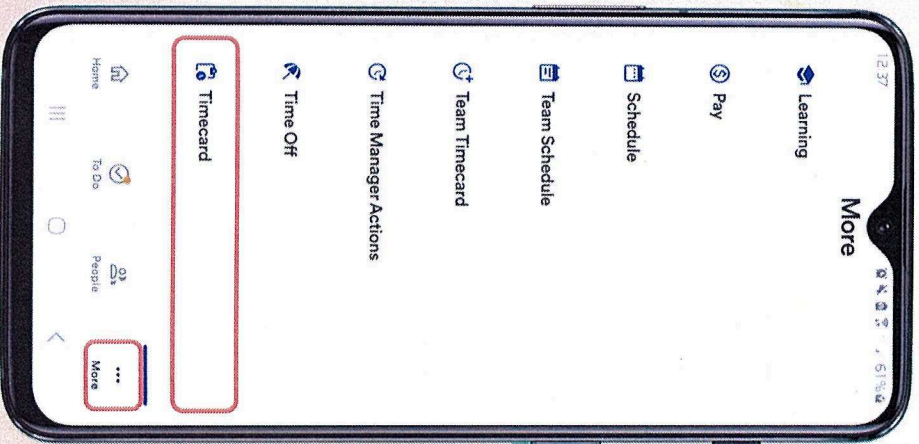 12:37
61%
More
Learning
Pay
Schedule
Team Schedule
Team Timecard
Time Manager Actions
Time Off
Timecard
Home
To Do
People
More